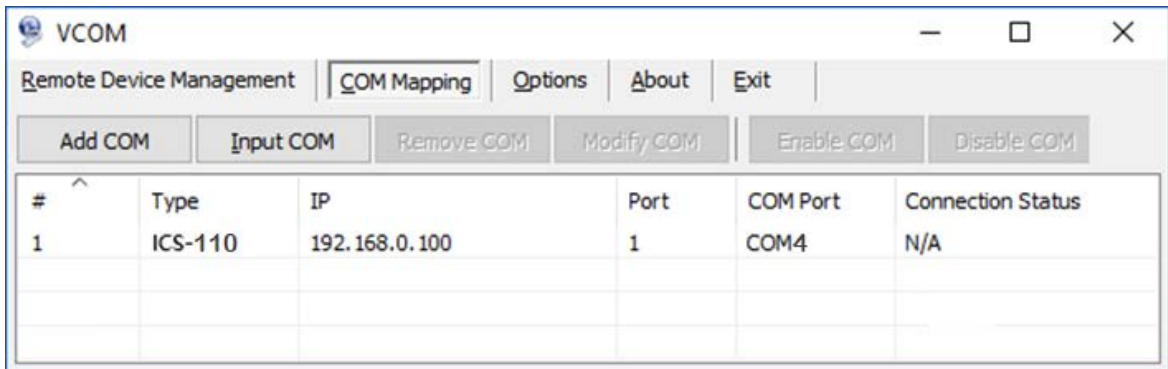 VCOM
Remote Device Management COM Mapping Options About Exit
Add COM Input COM Remove COM Modify COM Enable COM Disable COM
# Type IP Port COM Port Connection Status
1 ICS-110 192.168.0.100 1 COM4 N/A